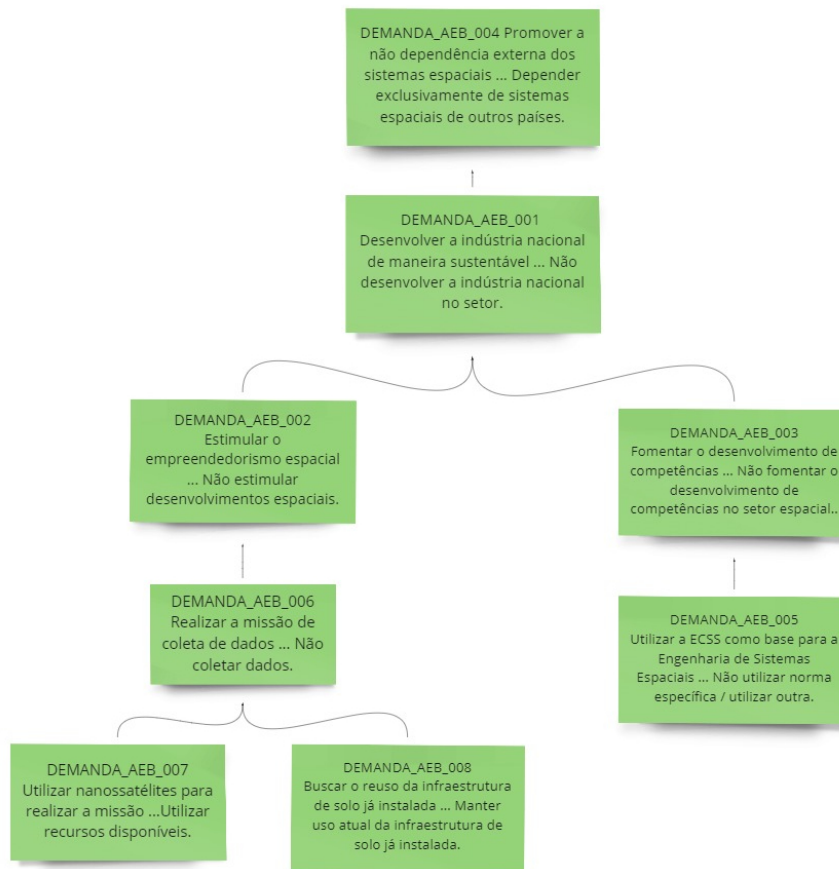 DEMANDA_AEB_004 Promover a
não dependência externa dos
sistemas espaciais ... Depender
exclusivamente de sistemas
espaciais de outros países.
DEMANDA_AEB_001
Desenvolver a indústria nacional
de maneira sustentável ... Não
desenvolver a indústria nacional
no setor.
DEMANDA_AEB_002
Estimular o
empreendedorismo espacial
... Não estimular
desenvolvimentos espaciais.
DEMANDA_AEB_003
Fomentar o desenvolvimento de
competências ... Não fomentar o
desenvolvimento de
competências no setor espacial..
DEMANDA_AEB_006
Realizar a missão de
coleta de dados ... Não
coletar dados.
DEMANDA_AEB_005
Utilizar a ECSS como base para a
Engenharia de Sistemas
Espaciais ... Não utilizar norma
específica / utilizar outra.
DEMANDA_AEB_007
Utilizar nanossatélites para
realizar a missão ...Utilizar
recursos disponíveis.
DEMANDA_AEB_008
Buscar o reuso da infraestrutura
de solo já instalada ... Manter
uso atual da infraestrutura de
solo já instalada.